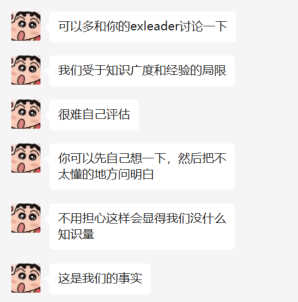 可以多和你的exleader讨论一下
我们受于知识广度和经验的局限
很难自己评估
你可以先自己想一下，然后把不
太懂的地方问明白
不用担心这样会显得我们没什么
知识量
这是我们的事实